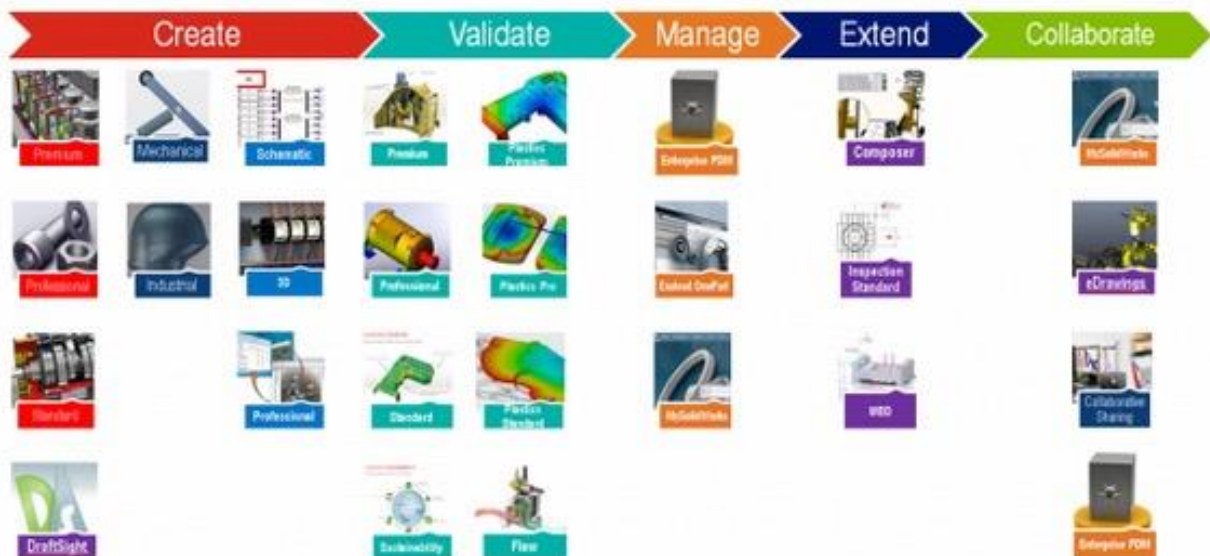 Create
Validate
Manage
Extend
Collaborate
Premium
Mechanical
Schematic
Premium
Plastics
Premium
Enterprise PDM
Composer
MySolidWorks
Professional
Industrial
3D
Professional
Plastics Pro
Exalead OnePart
Inspection
Standard
eDrawings
Standard
Professional
Standard
Plastics
Standard
MySolidWorks
MBD
Collaborative
Sharing
DraftSight
Sustainability
Flow
Enterprise PDM